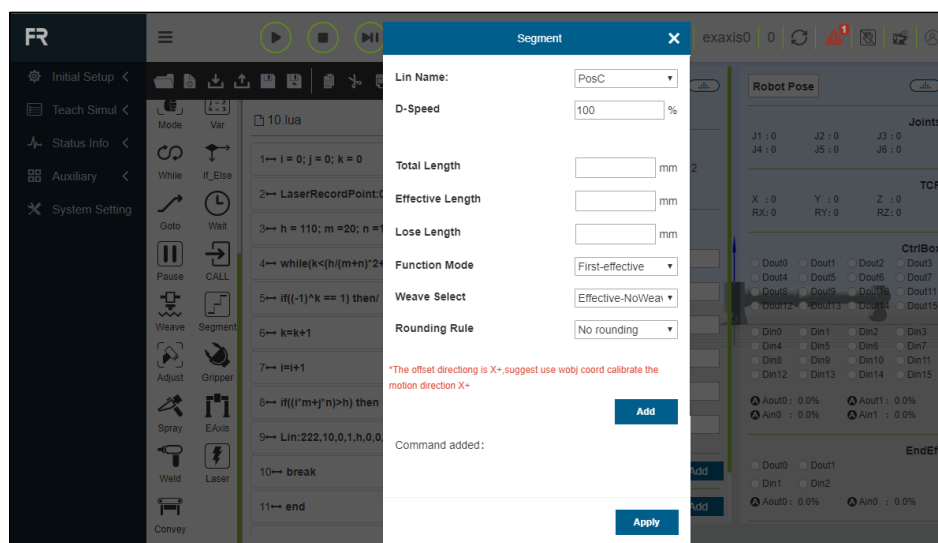 FR
Segment
exaxis0 0
1
Initial Setup
Teach Simul
Status Info
Auxiliary
System Setting
Mode
Var
While
If_Else
Goto
Wait
Pause
CALL
Weave
Segment
Adjust
Gripper
Spray
EAxis
Weld
Laser
Convey
10.lua
1 i = 0; j = 0; k = 0
2 LaserRecordPoint:
3 h = 110; m =20; n =
4 while(k<(h/(m+n)*2+
5 if((-1)^k == 1) then/
6 k=k+1
7 i=i+1
8 if((i*m+j*n)>h) then
9 Lin:222,10,0,1,h,0,0,
10 break
11 end
Lin Name: PosC
D-Speed 100 %
Total Length mm
Effective Length mm
Lose Length mm
Function Mode First-effective
Weave Select Effective-NoWeav
Rounding Rule No rounding
*The offset directiong is X+,suggest use wobj coord calibrate the
motion direction X+
Add
Command added:
Apply
2
Add
Add
Robot Pose
Joints
J1 : 0 J2 : 0 J3 : 0
J4 : 0 J5 : 0 J6 : 0
TCP
X : 0 Y : 0 Z : 0
RX: 0 RY: 0 RZ: 0
CtrlBox
Dout0 Dout1 Dout2 Dout3
Dout4 Dout5 Dout6 Dout7
Dout8 Dout9 Dout10 Dout11
Dout12 Dout13 Dout14 Dout15
Din0 Din1 Din2 Din3
Din4 Din5 Din6 Din7
Din8 Din9 Din10 Din11
Din12 Din13 Din14 Din15
A Aout0 : 0.0% A Aout1 : 0.0%
A Ain0 : 0.0% A Ain1 : 0.0%
EndEf
Dout0 Dout1
Din1 Din2
A Aout0 : 0.0% A Ain0 : 0.0%